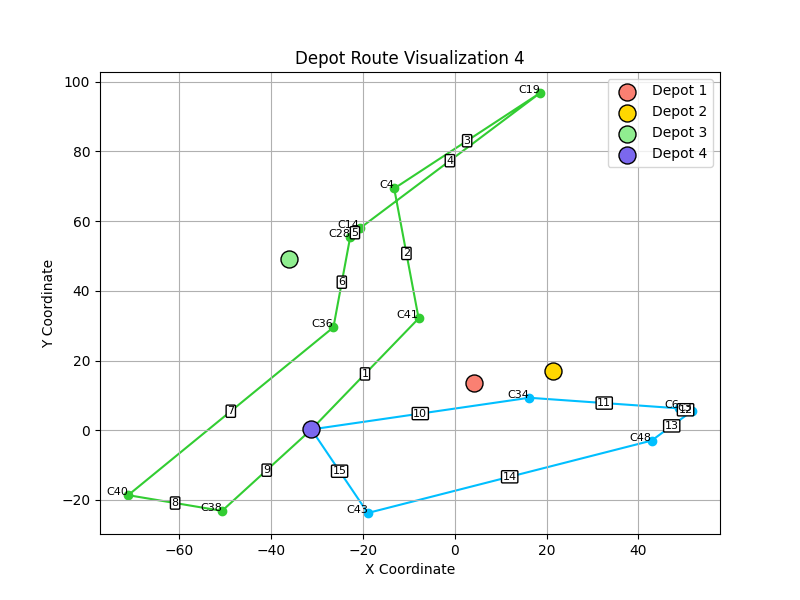 Depot Route Visualization 4
Depot 1
Depot 2
Depot 3
Depot 4
Y Coordinate
100
80
60
40
20
0
−20
C19
3
4
C4
C14
C28
5
2
6
C36
C41
1
7
C34
10
11
C6
13
C48
9
15
14
C40
8
C38
C43
−60
−40
−20
0
20
40
X Coordinate